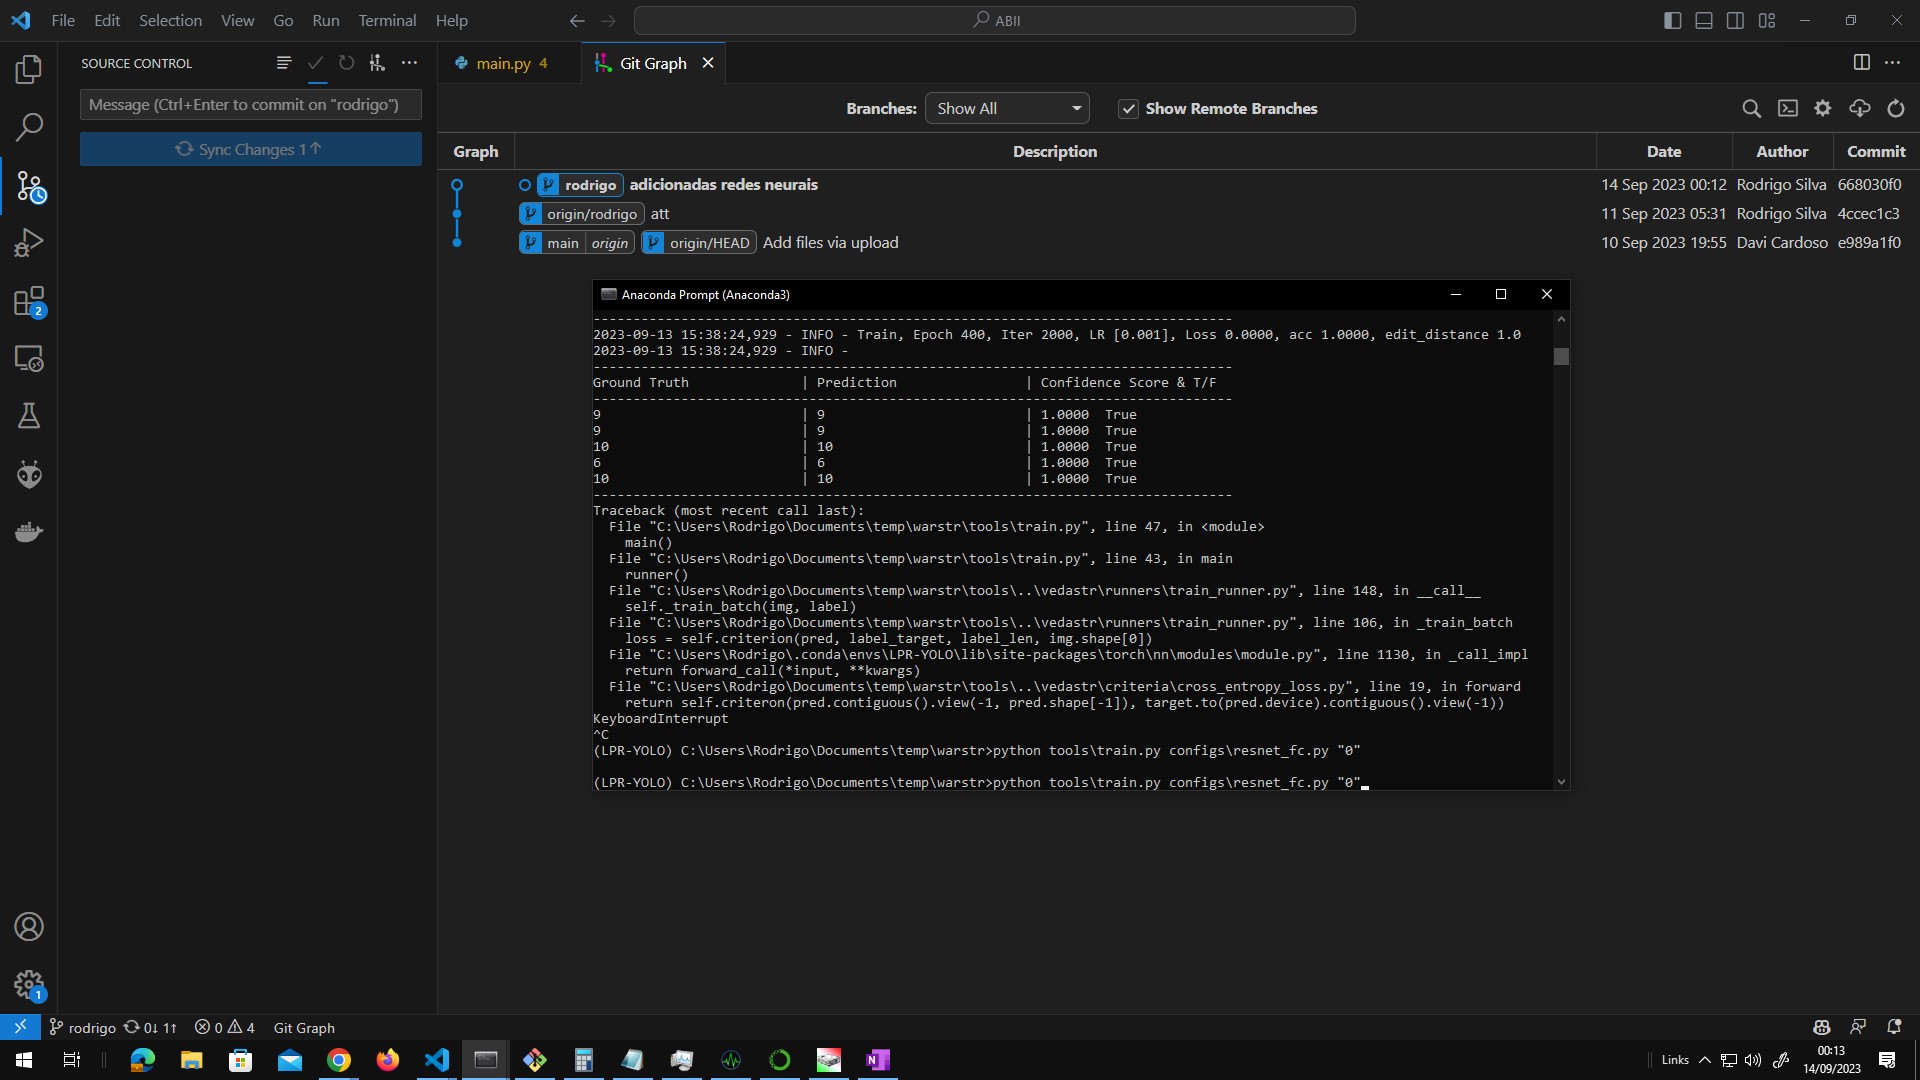 File Edit Selection View Go Run Terminal Help
ABII
SOURCE CONTROL
main.py 4
Git Graph
Message (Ctrl+Enter to commit on "rodrigo")
Sync Changes 1↑
Branches: Show All Show Remote Branches
Graph Description Date Author Commit
rodrigo adicionadas redes neurais 14 Sep 2023 00:12 Rodrigo Silva 668030f0
origin/rodrigo att 11 Sep 2023 05:31 Rodrigo Silva 4ccec1c3
main origin origin/HEAD Add files via upload 10 Sep 2023 19:55 Davi Cardoso e989a1f0
2
1
Anaconda Prompt (Anaconda3)
--------------------------------------------------------------------------------
2023-09-13 15:38:24,929 - INFO - Train, Epoch 400, Iter 2000, LR [0.001], Loss 0.0000, acc 1.0000, edit_distance 1.0
2023-09-13 15:38:24,929 - INFO -
--------------------------------------------------------------------------------
Ground Truth | Prediction | Confidence Score & T/F
--------------------------------------------------------------------------------
9 | 9 | 1.0000 True
9 | 9 | 1.0000 True
10 | 10 | 1.0000 True
6 | 6 | 1.0000 True
10 | 10 | 1.0000 True
--------------------------------------------------------------------------------
Traceback (most recent call last):
File "C:\Users\Rodrigo\Documents\temp\warstr\tools\train.py", line 47, in <module>
main()
File "C:\Users\Rodrigo\Documents\temp\warstr\tools\train.py", line 43, in main
runner()
File "C:\Users\Rodrigo\Documents\temp\warstr\tools\..\vedastr\runners\train_runner.py", line 148, in __call__
self._train_batch(img, label)
File "C:\Users\Rodrigo\Documents\temp\warstr\tools\..\vedastr\runners\train_runner.py", line 106, in _train_batch
loss = self.criterion(pred, label_target, label_len, img.shape[0])
File "C:\Users\Rodrigo\.conda\envs\LPR-YOLO\lib\site-packages\torch\nn\modules\module.py", line 1130, in _call_impl
return forward_call(*input, **kwargs)
File "C:\Users\Rodrigo\Documents\temp\warstr\tools\..\vedastr\criteria\cross_entropy_loss.py", line 19, in forward
return self.criteron(pred.contiguous().view(-1, pred.shape[-1]), target.to(pred.device).contiguous().view(-1))
KeyboardInterrupt
^C
(LPR-YOLO) C:\Users\Rodrigo\Documents\temp\warstr>python tools\train.py configs\resnet_fc.py "0"
(LPR-YOLO) C:\Users\Rodrigo\Documents\temp\warstr>python tools\train.py configs\resnet_fc.py "0"
rodrigo 0↓ 1↑ 0 4 Git Graph
Links
00:13
14/09/2023